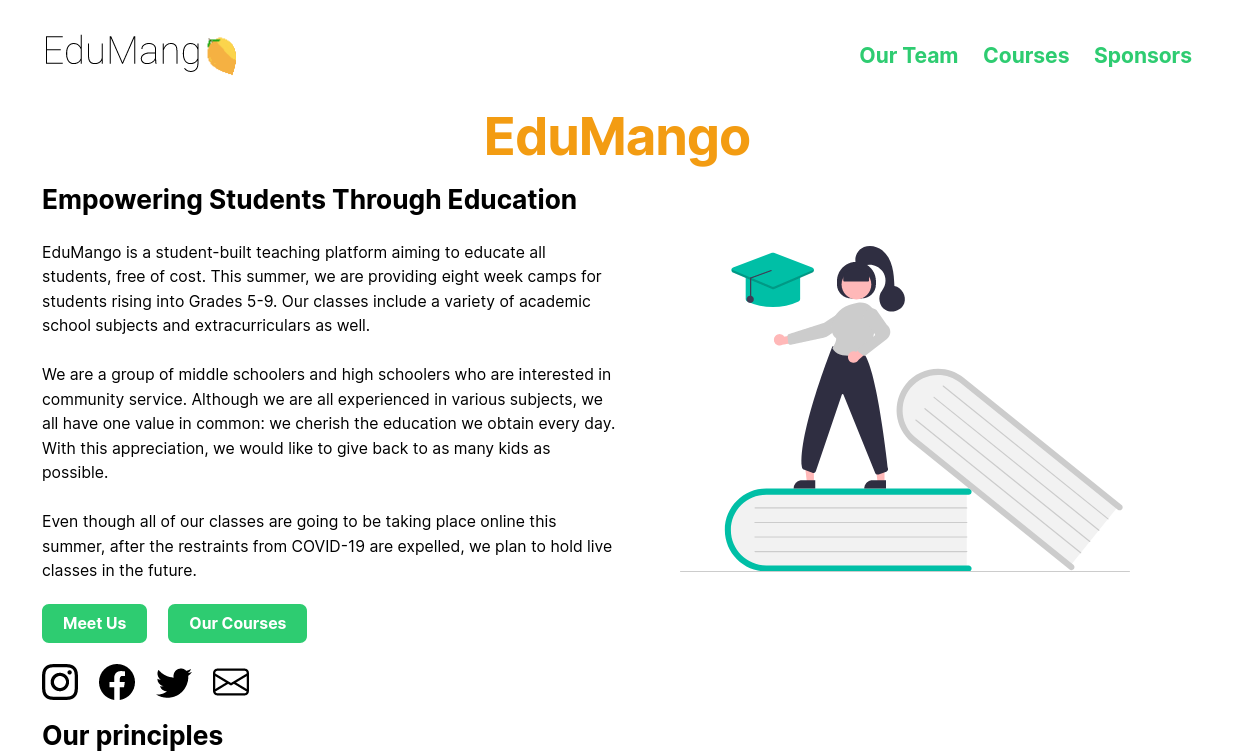 EduMang
Our Team Courses Sponsors
EduMango
Empowering Students Through Education
EduMango is a student-built teaching platform aiming to educate all
students, free of cost. This summer, we are providing eight week camps for
students rising into Grades 5-9. Our classes include a variety of academic
school subjects and extracurriculars as well.
We are a group of middle schoolers and high schoolers who are interested in
community service. Although we are all experienced in various subjects, we
all have one value in common: we cherish the education we obtain every day.
With this appreciation, we would like to give back to as many kids as
possible.
Even though all of our classes are going to be taking place online this
summer, after the restraints from COVID-19 are expelled, we plan to hold live
classes in the future.
Meet Us Our Courses
Our principles